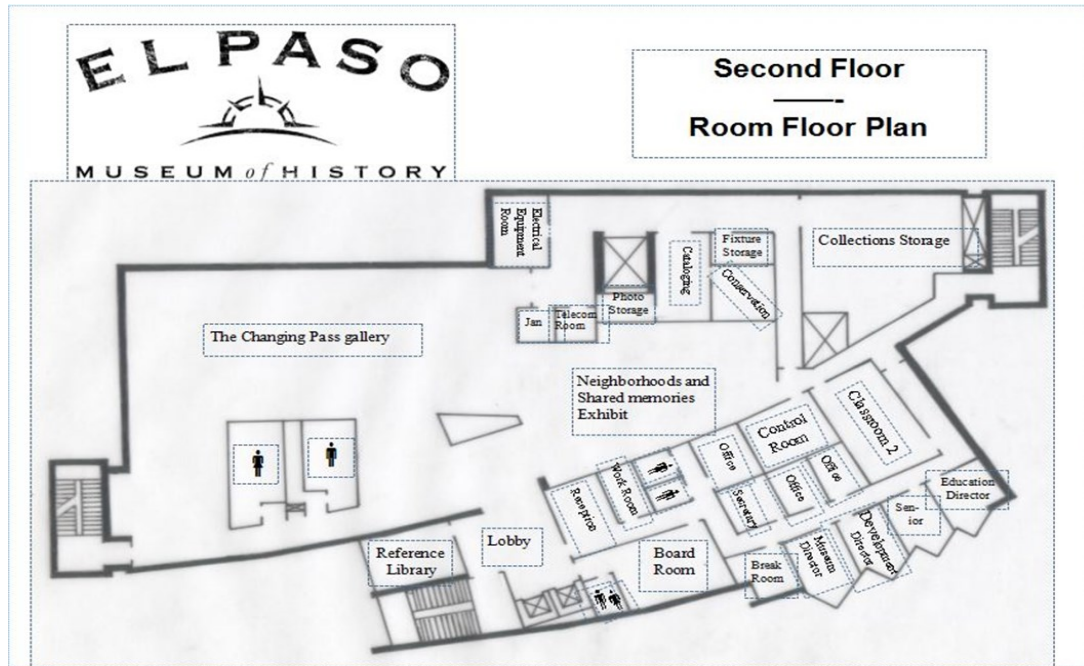 EL PASO
MUSEUM of HISTORY
Second Floor
———-
Room Floor Plan
Electrical
Equipment
Room
Cataloging
Fixture
Storage
Conservation
Collections Storage
Photo
Storage
Jan
Telecom
Room
The Changing Pass gallery
Neighborhoods and
Shared memories
Exhibit
Control
Room
Classroom 2
Office
Office
Office
Secretary
Work Room
Reception
Education
Director
Sen-
ior
Director
Museum
Director
Break
Room
Board
Room
Lobby
Reference
Library